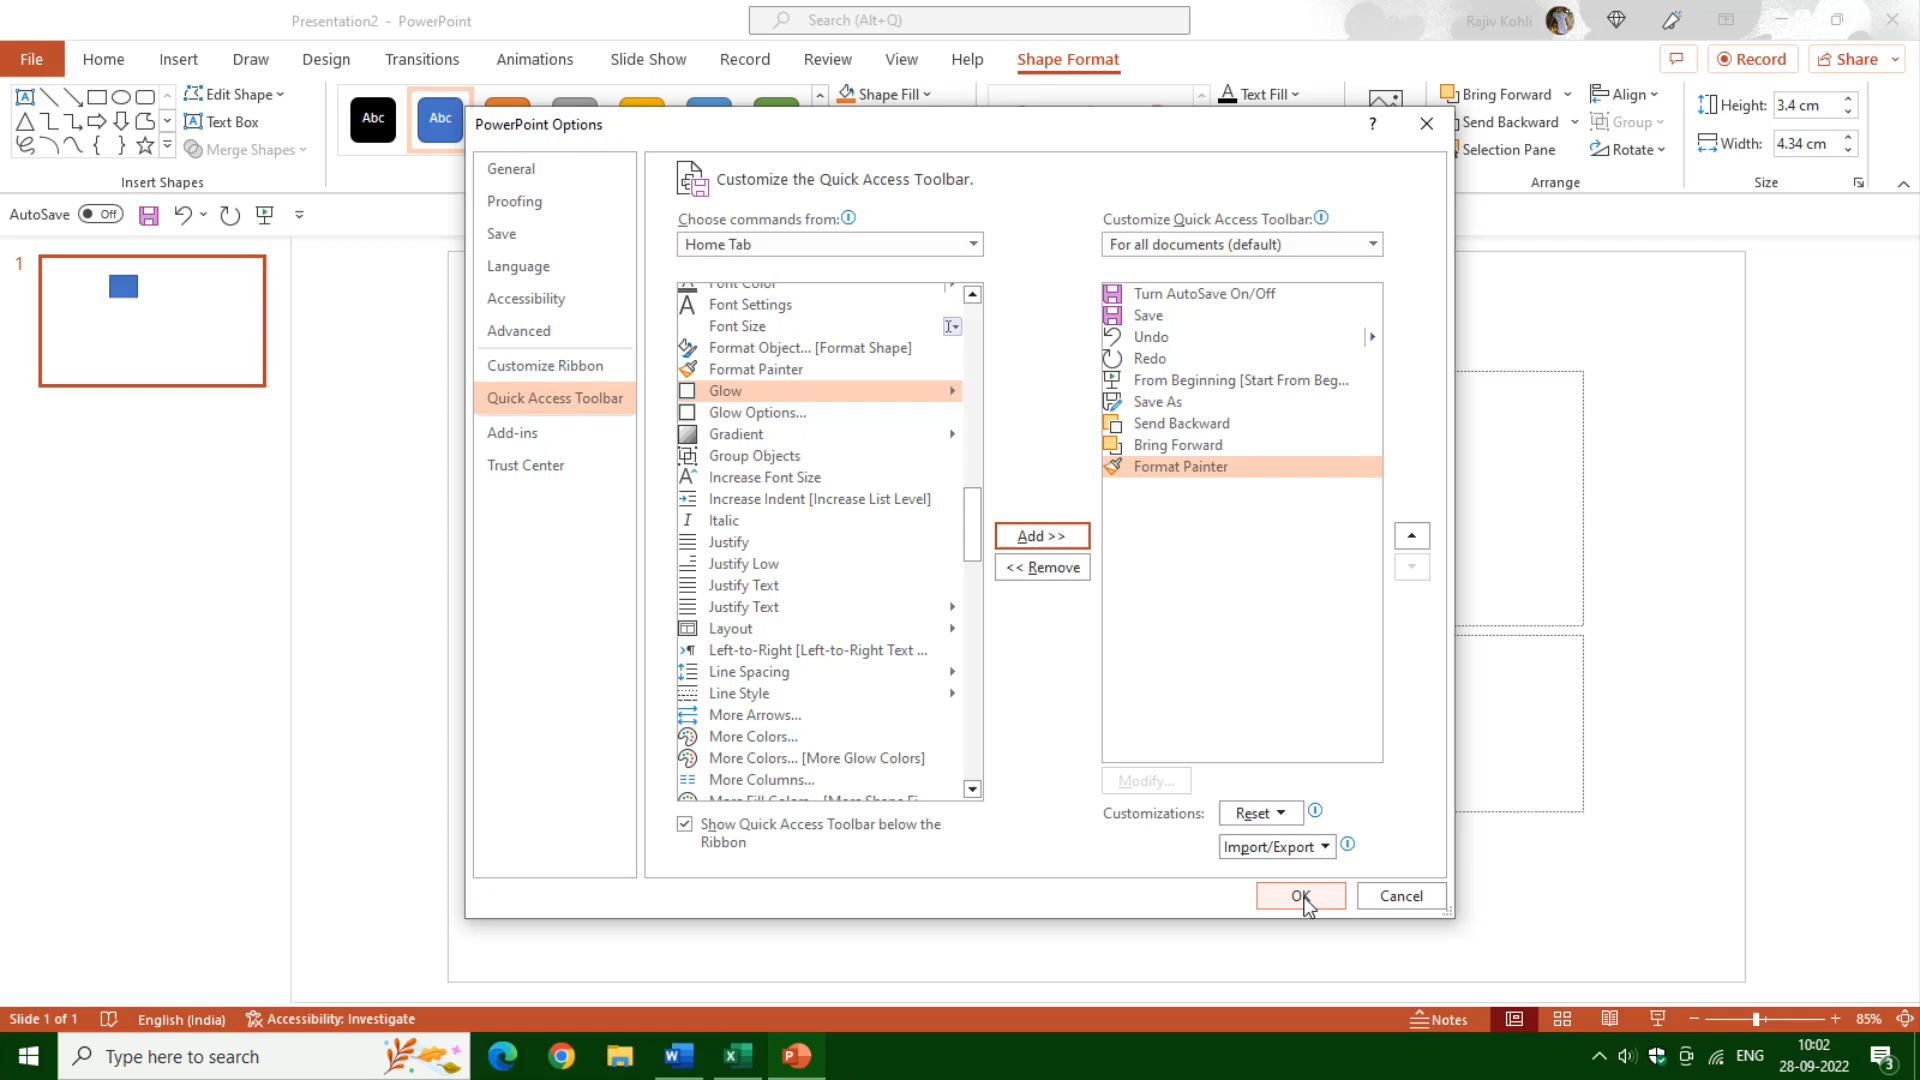 Presentation2 - PowerPoint
Search (Alt+Q)
Rajiv Kohli
File Home Insert Draw Design Transitions Animations Slide Show Record Review View Help Shape Format Record Share
Edit Shape
Text Box
Merge Shapes
Insert Shapes
Abc
Abc
Shape Fill
Text Fill
Bring Forward
Send Backward
Selection Pane
Align
Group
Rotate
Arrange
Height: 3.4 cm
Width: 4.34 cm
Size
AutoSave Off
1
PowerPoint Options
?
General
Proofing
Save
Language
Accessibility
Advanced
Customize Ribbon
Quick Access Toolbar
Add-ins
Trust Center
Customize the Quick Access Toolbar.
Choose commands from:
Home Tab
Font Color
Font Settings
Font Size
Format Object... [Format Shape]
Format Painter
Glow
Glow Options...
Gradient
Group Objects
Increase Font Size
Increase Indent [Increase List Level]
Italic
Justify
Justify Low
Justify Text
Justify Text
Layout
Left-to-Right [Left-to-Right Text ...
Line Spacing
Line Style
More Arrows...
More Colors...
More Colors... [More Glow Colors]
More Columns...
Show Quick Access Toolbar below the
Ribbon
Add >>
<< Remove
Customize Quick Access Toolbar:
For all documents (default)
Turn AutoSave On/Off
Save
Undo
Redo
From Beginning [Start From Beg...
Save As
Send Backward
Bring Forward
Format Painter
Modify...
Customizations: Reset
Import/Export
OK Cancel
Slide 1 of 1 English (India) Accessibility: Investigate Notes 85%
Type here to search
ENG
10:02
28-09-2022
3